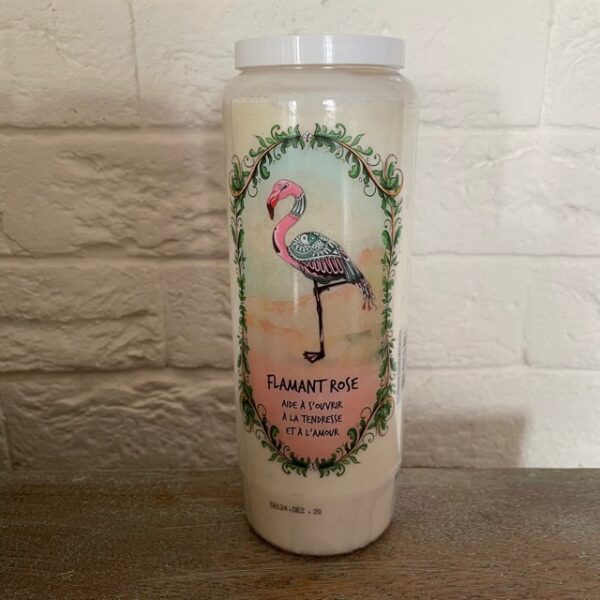 FLAMANT ROSE
AIDE À S'OUVRIR
À LA TENDRESSE
ET À L'AMOUR